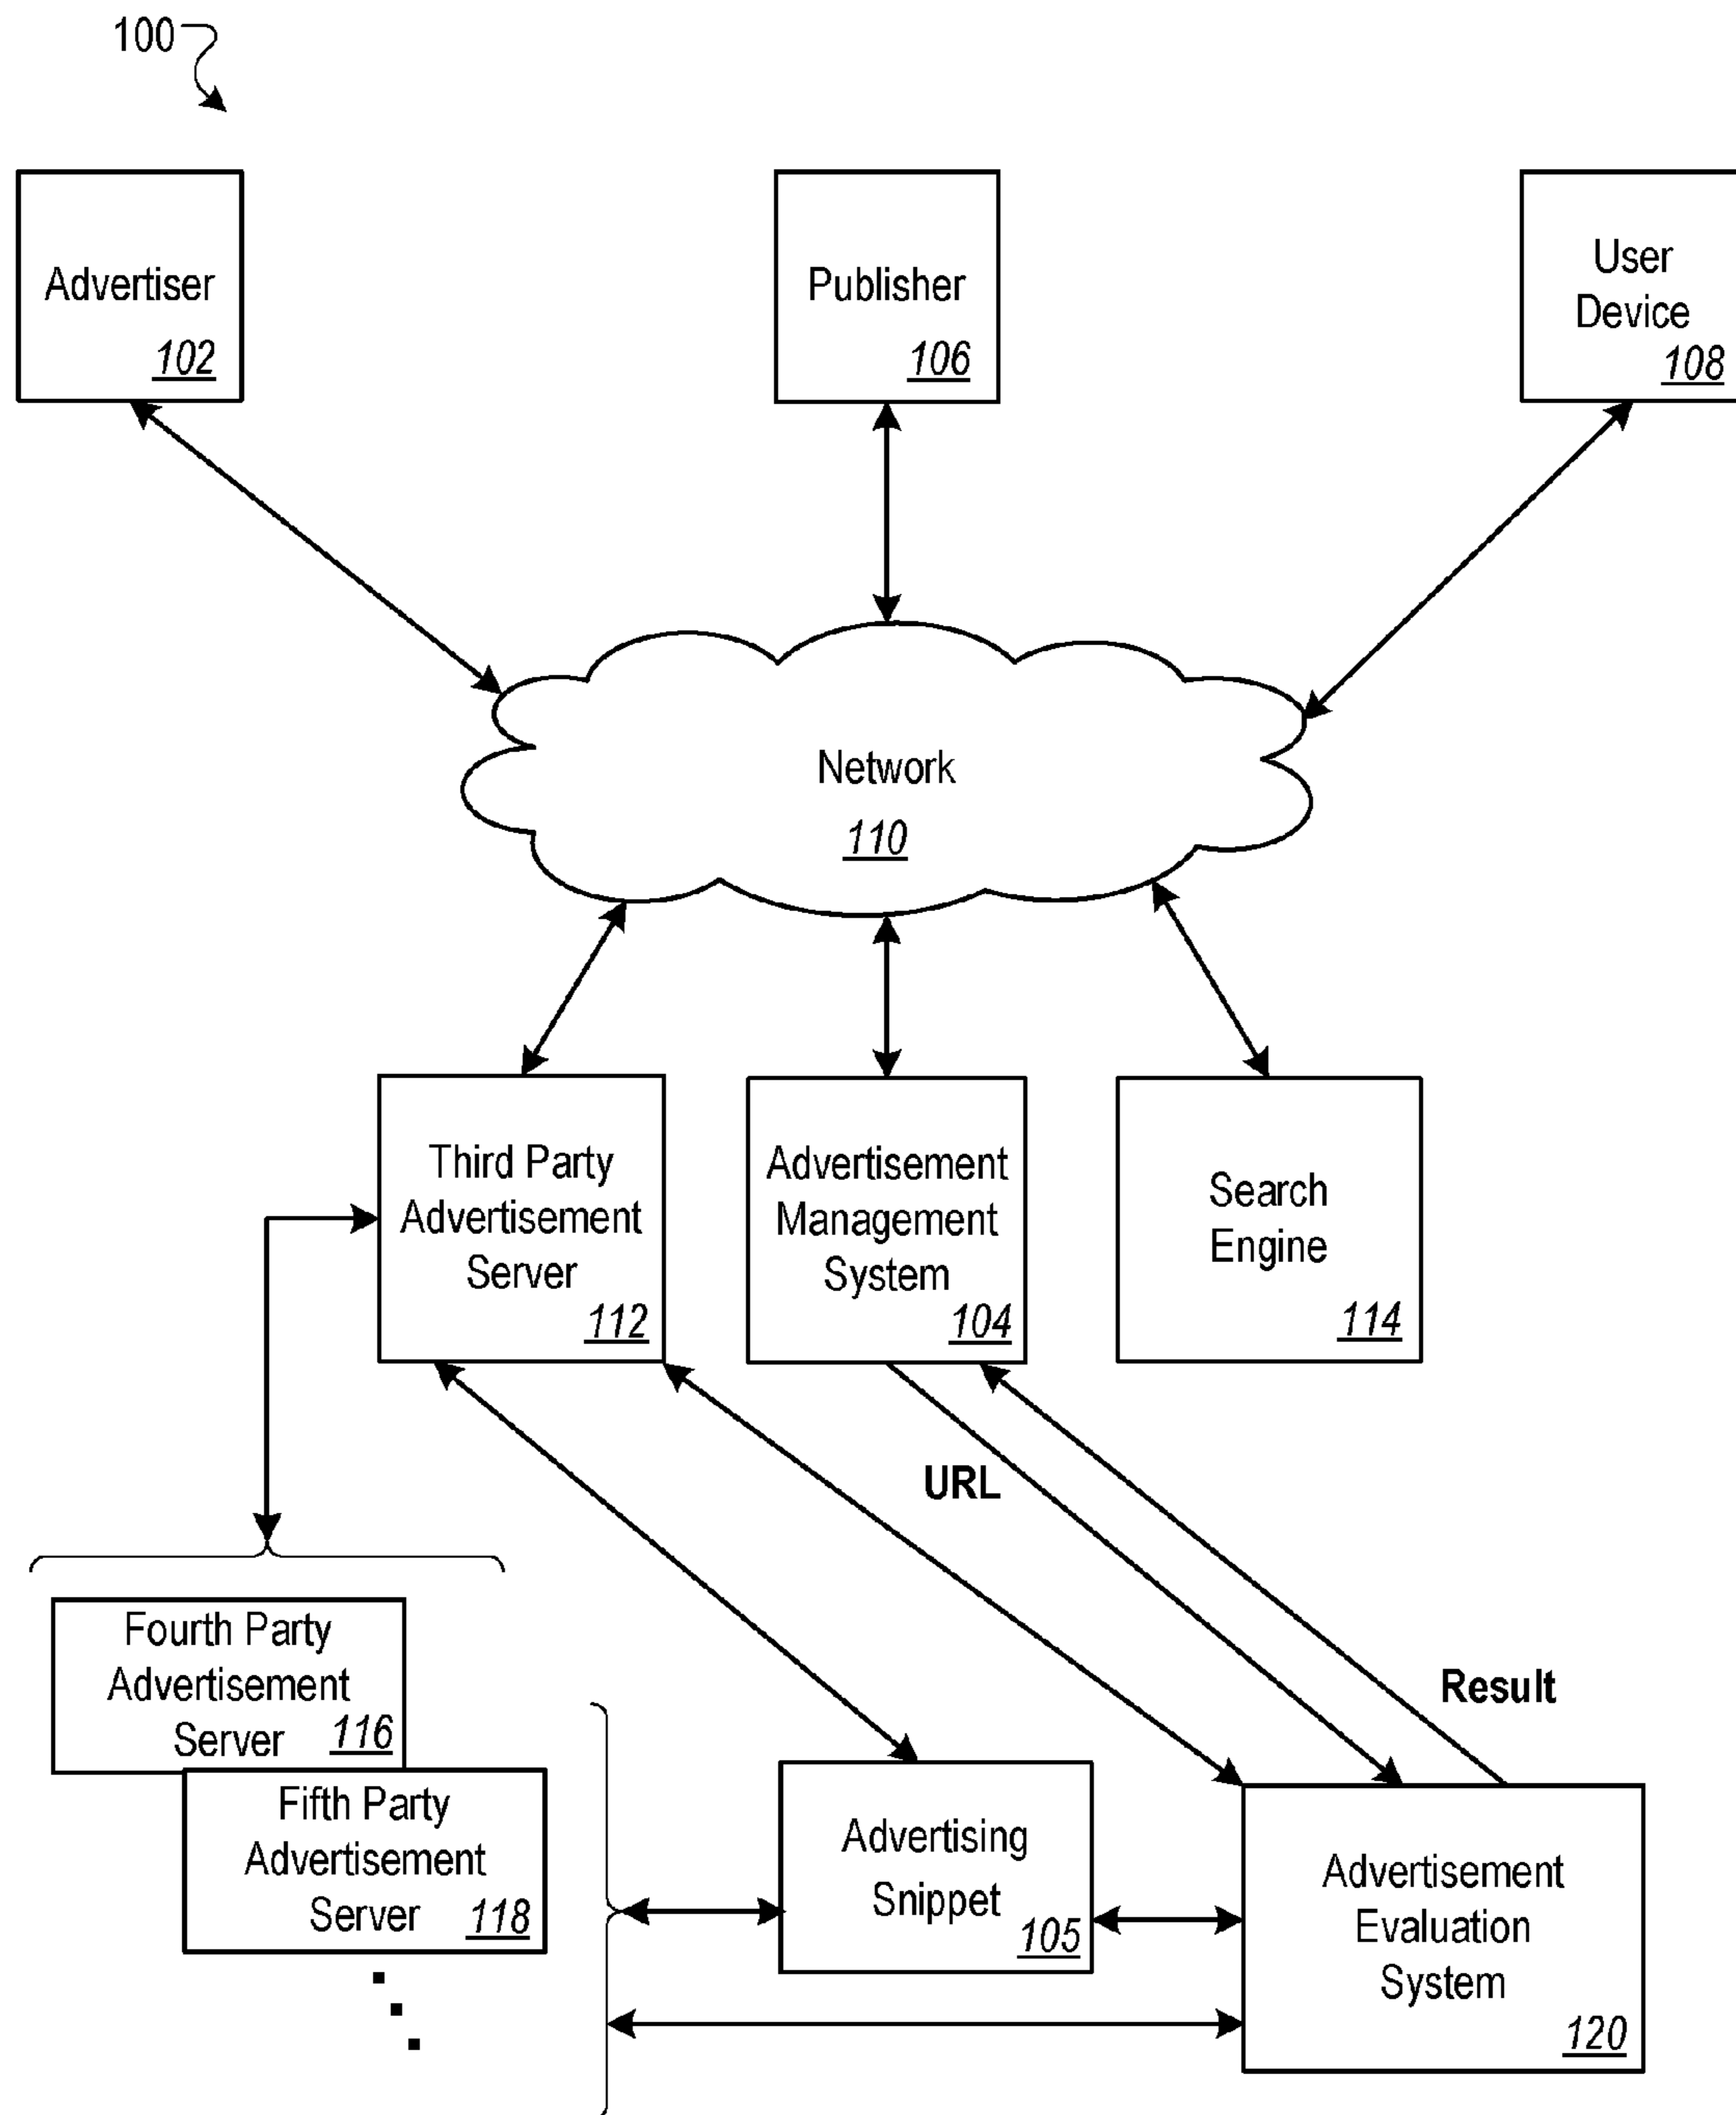 100
Advertiser
102
Publisher
106
User
Device
108
Network
110
Third Party
Advertisement
Server
112
Advertisement
Management
System
104
Search
Engine
114
URL
Result
Fourth Party
Advertisement
Server
116
Fifth Party
Advertisement
Server
118
Advertising
Snippet
105
Advertisement
Evaluation
System
120